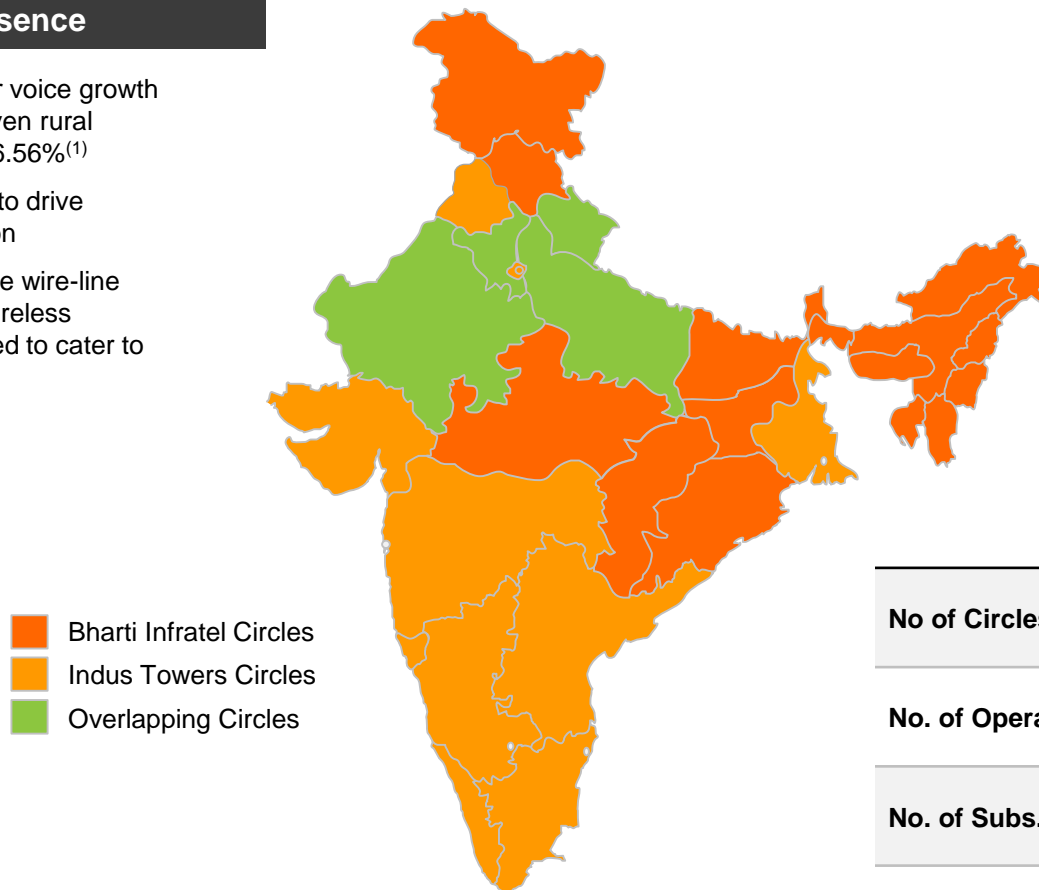 sence
r voice growth
ven rural
6.56%(1)
to drive
on
e wire-line
reless
ed to cater to
Bharti Infratel Circles
Indus Towers Circles
Overlapping Circles
No of Circles
No. of Opera
No. of Subs.